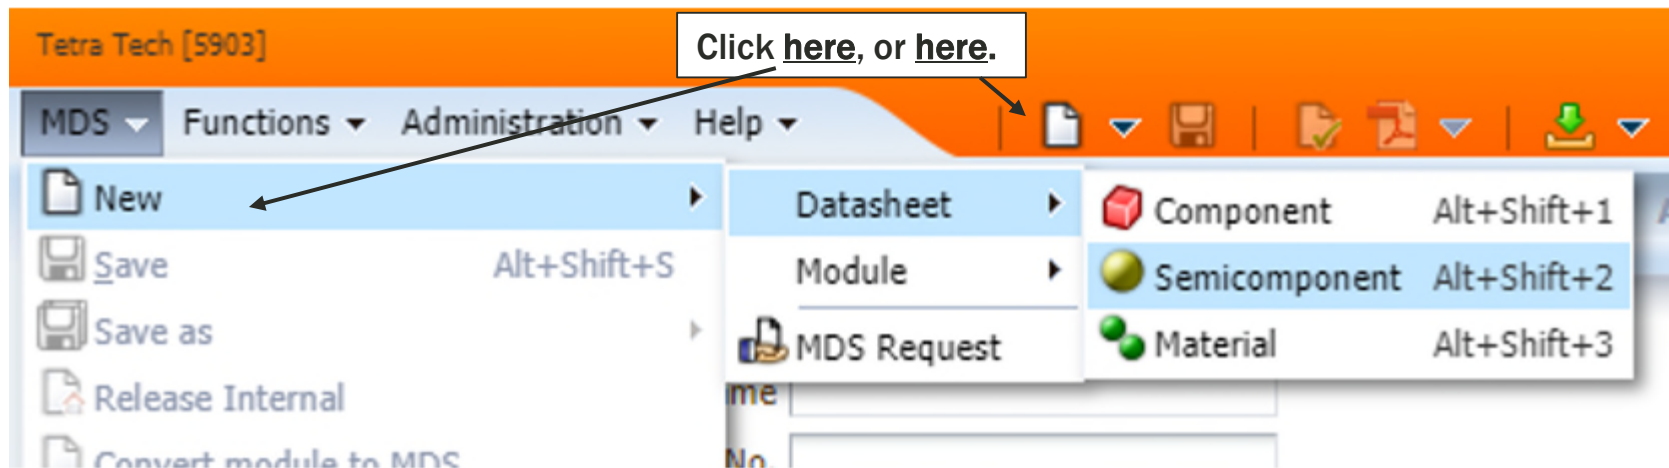 Tetra Tech [5903]
Click here, or here.
MDS Functions Administration Help
New
Save Alt+Shift+S
Save as
Release Internal
Convert module to MDS
Datasheet
Module
MDS Request
Component Alt+Shift+1
Semicomponent Alt+Shift+2
Material Alt+Shift+3
me
No.